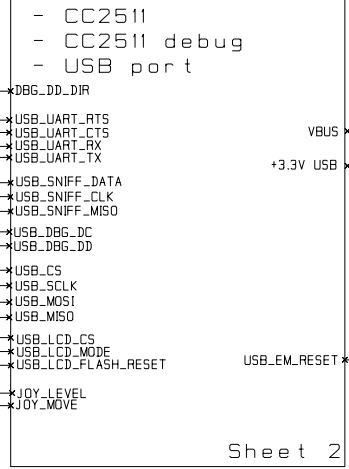 - CC2511
- CC2511 debug
- USB port
DBG_DD_DIR
USB_UART_RTS
USB_UART_CTS
USB_UART_RX
USB_UART_TX
VBUS
+3.3V USB
USB_SNIFF_DATA
USB_SNIFF_CLK
USB_SNIFF_MISO
USB_DBG_DC
USB_DBG_DD
USB_CS
USB_SCLK
USB_MOSI
USB_MISO
USB_LCD_CS
USB_LCD_MODE
USB_LCD_FLASH_RESET
USB_EM_RESET
JOY_LEVEL
JOY_MOVE
Sheet 2